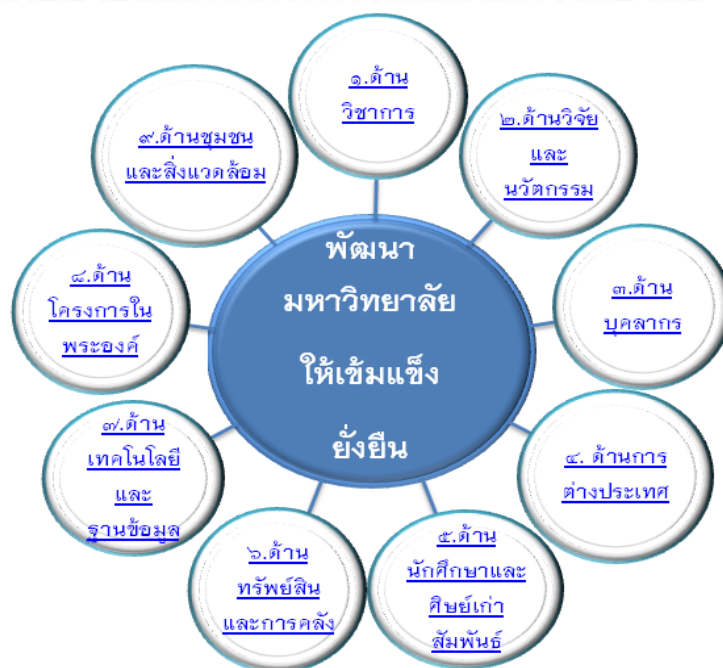 พัฒนา
มหาวิทยาลัย
ให้เข้มแข็ง
ยั่งยืน
๑.ด้าน
วิชาการ
๒.ด้านวิจัย
และ
นวัตกรรม
๓.ด้าน
บุคลากร
๔. ด้านการ
ต่างประเทศ
๕.ด้าน
นักศึกษาและ
ศิษย์เก่า
สัมพันธ์
๖.ด้าน
ทรัพย์สิน
และการคลัง
๗.ด้าน
เทคโนโลยี
และ
ฐานข้อมูล
๘.ด้าน
โครงการใน
พระองค์
๙.ด้านชุมชน
และสิ่งแวดล้อม